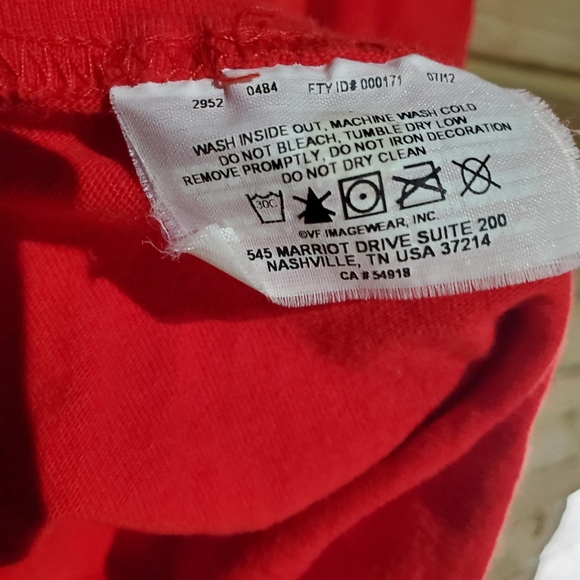 2952 0484 FTY ID# 000171 07/12
WASH INSIDE OUT, MACHINE WASH COLD
DO NOT BLEACH, TUMBLE DRY LOW
REMOVE PROMPTLY, DO NOT IRON DECORATION
DO NOT DRY CLEAN
30C
©VF IMAGEWEAR, INC.
545 MARRIOT DRIVE SUITE 200
NASHVILLE, TN USA 37214
CA # 54918